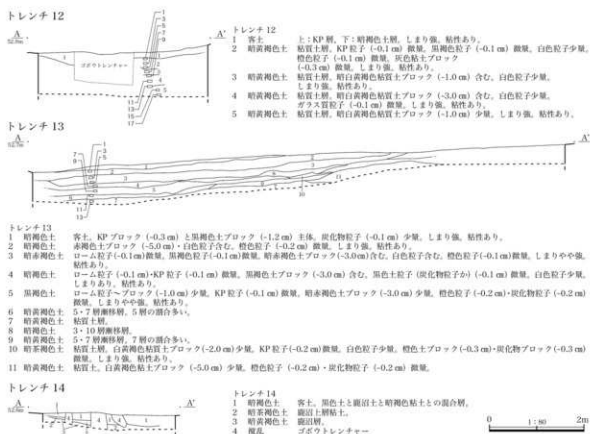 トレンチ 12
A
A'
52.8m
1
3
5
7
9
ゴボウトレンチャー
1
2
3
4
5
11
13
15
17
トレンチ 12
1 客土 上：KP 層、下：暗褐色土層、しまり強、粘性あり。
2 暗黄褐色土 粘質土層、KP 粒子 (-0.1 ㎝) 微量、黒褐色粒子 (-0.1 ㎝) 微量、白色粒子少量、
橙色粒子 (-0.1 ㎝) 微量、灰色粘土ブロック
(-0.3 ㎝) 微量、しまり強、粘性あり。
3 暗黄褐色土 粘質土層、暗白黄褐色粘質土ブロック (-1.0 ㎝) 含む、白色粒子少量、
しまり強、粘性あり。
4 暗黄褐色土 粘質土層、暗白黄褐色粘質土ブロック (-3.0 ㎝) 含む、白色粒子少量、
ガラス質粒子 (-0.1 ㎝) 微量、しまり強、粘性あり。
5 暗黄褐色土 粘質土層、暗白黄褐色粘質土ブロック (-1.0 ㎝) 少量、しまり強、粘性あり。
トレンチ 13
A
A'
トレンチ 13
1 暗褐色土 客土、KP ブロック (-0.3 ㎝) と黒褐色土ブロック (-1.2 ㎝) 主体、炭化物粒子 (-0.1 ㎝) 少量、しまり強、粘性あり。
2 暗褐色土 赤褐色土ブロック (-5.0 ㎝)・白色粒子含む、橙色粒子 (-0.2 ㎝) 微量、しまり強、粘性あり。
3 暗赤褐色土 ローム粒子(-0.1 ㎝)微量、黒褐色粒子(-0.1 ㎝)微量、暗赤褐色土ブロック(-3.0 ㎝)含む、白色粒子含む、橙色粒子(-0.1 ㎝)微量、しまりやや強、
粘性あり。
4 暗褐色土 ローム粒子(-0.1 ㎝)・KP 粒子 (-0.1 ㎝) 微量、黒褐色土ブロック (-3.0 ㎝) 含む、黒色土粒子 (炭化物粒子か) (-0.1 ㎝) 微量、白色粒子少量、
しまりあり、粘性あり。
5 黒褐色土 ローム粒子～ブロック (-1.0 ㎝) 少量、KP 粒子 (-0.1 ㎝) 微量、暗赤褐色土ブロック (-3.0 ㎝) 少量、橙色粒子 (-0.2 ㎝)・炭化物粒子 (-0.2 ㎝)
微量、しまりやや強、粘性あり。
6 暗黄褐色土 5・7 層漸移層、5 層の割合多い。
7 暗黄褐色土 粘質土層。
8 暗褐色土 3・10 層漸移層。
9 暗黄褐色土 5・7 層漸移層、7 層の割合多い。
10 暗茶褐色土 粘質土層、白黄褐色粘質土ブロック(-2.0 ㎝)少量、KP 粒子(-0.2 ㎝)微量、白色粒子少量、橙色土ブロック(-0.3 ㎝)・炭化物ブロック(-0.3 ㎝)
微量、しまり強、粘性あり。
11 暗黄褐色土 粘質土、白黄褐色粘土ブロック (-5.0 ㎝) 少量、橙色粒子 (-0.2 ㎝)・炭化物粒子 (-0.2 ㎝) 微量。
トレンチ 14
A
A'
トレンチ 14
1 暗褐色土 客土、黒色土と鹿沼土と暗褐色粘土との混合層。
2 暗茶褐色土 鹿沼上層粘土。
3 暗黄褐色土 鹿沼層。
4 撹乱 ゴボウトレンチャー
0 1：80 2m